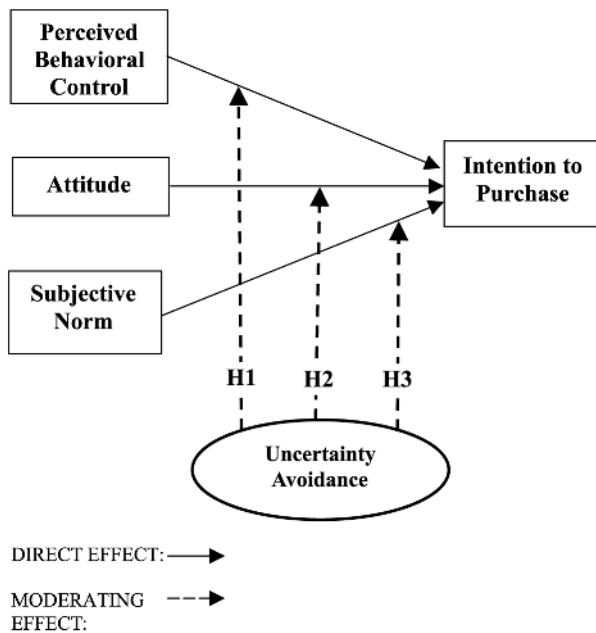 Perceived
Behavioral
Control
Attitude
Intention to
Purchase
Subjective
Norm
H1 H2 H3
Uncertainty
Avoidance
DIRECT EFFECT:
MODERATING
EFFECT: